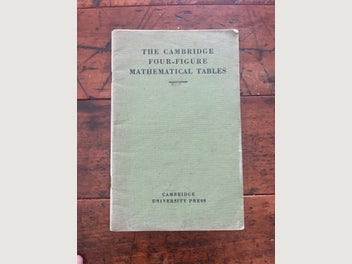 THE CAMBRIDGE
FOUR-FIGURE
MATHEMATICAL TABLES
CAMBRIDGE
UNIVERSITY PRESS